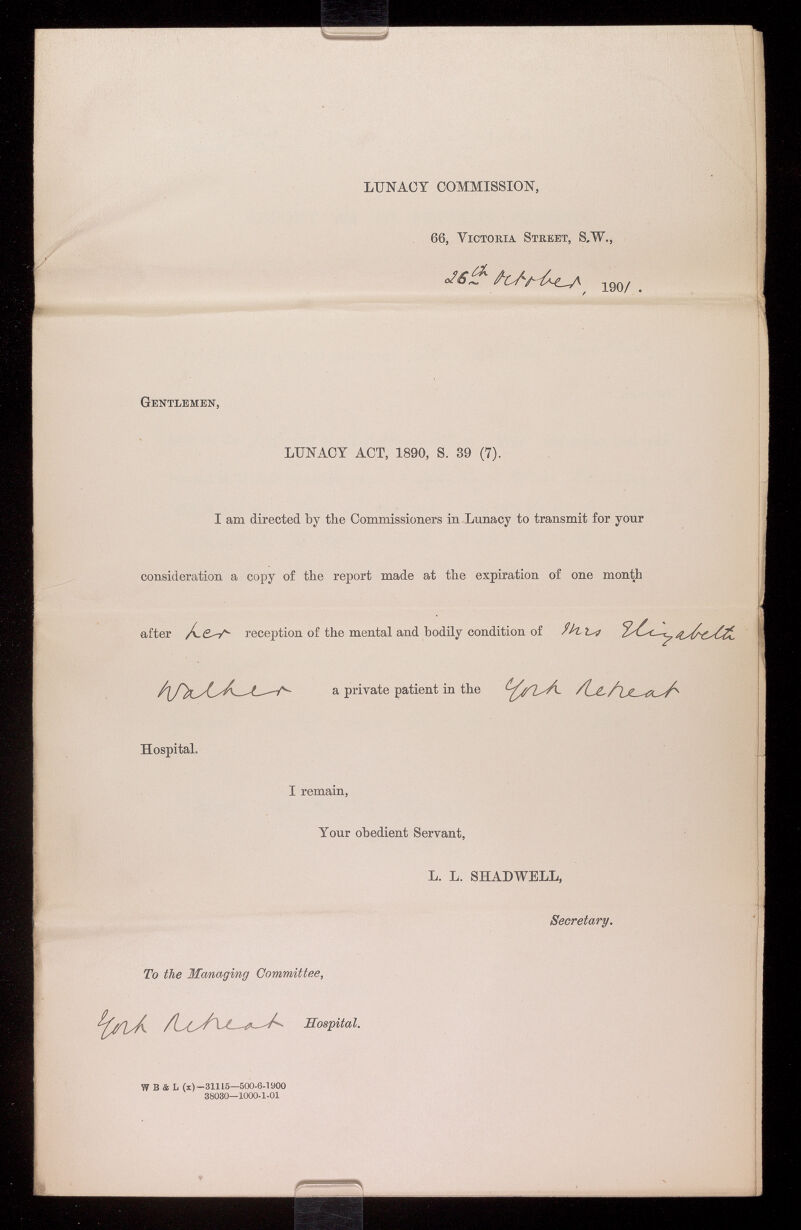 LUNACY COMMISSION,
66, VICTORIA STREET, S.W.,
26th October, 1901.
GENTLEMEN,
LUNACY ACT, 1890, S. 39 (7).
I am directed by the Commissioners in Lunacy to transmit for your
consideration a copy of the report made at the expiration of one month
after her reception of the mental and bodily condition of Mrs Elizabeth
Walker a private patient in the York Retreat
Hospital.
I remain,
Your obedient Servant,
L. L. SHADWELL,
Secretary.
To the Managing Committee,
York Retreat Hospital.
W B & L (x)—31115—500-6-1900
38030—1000-1-01